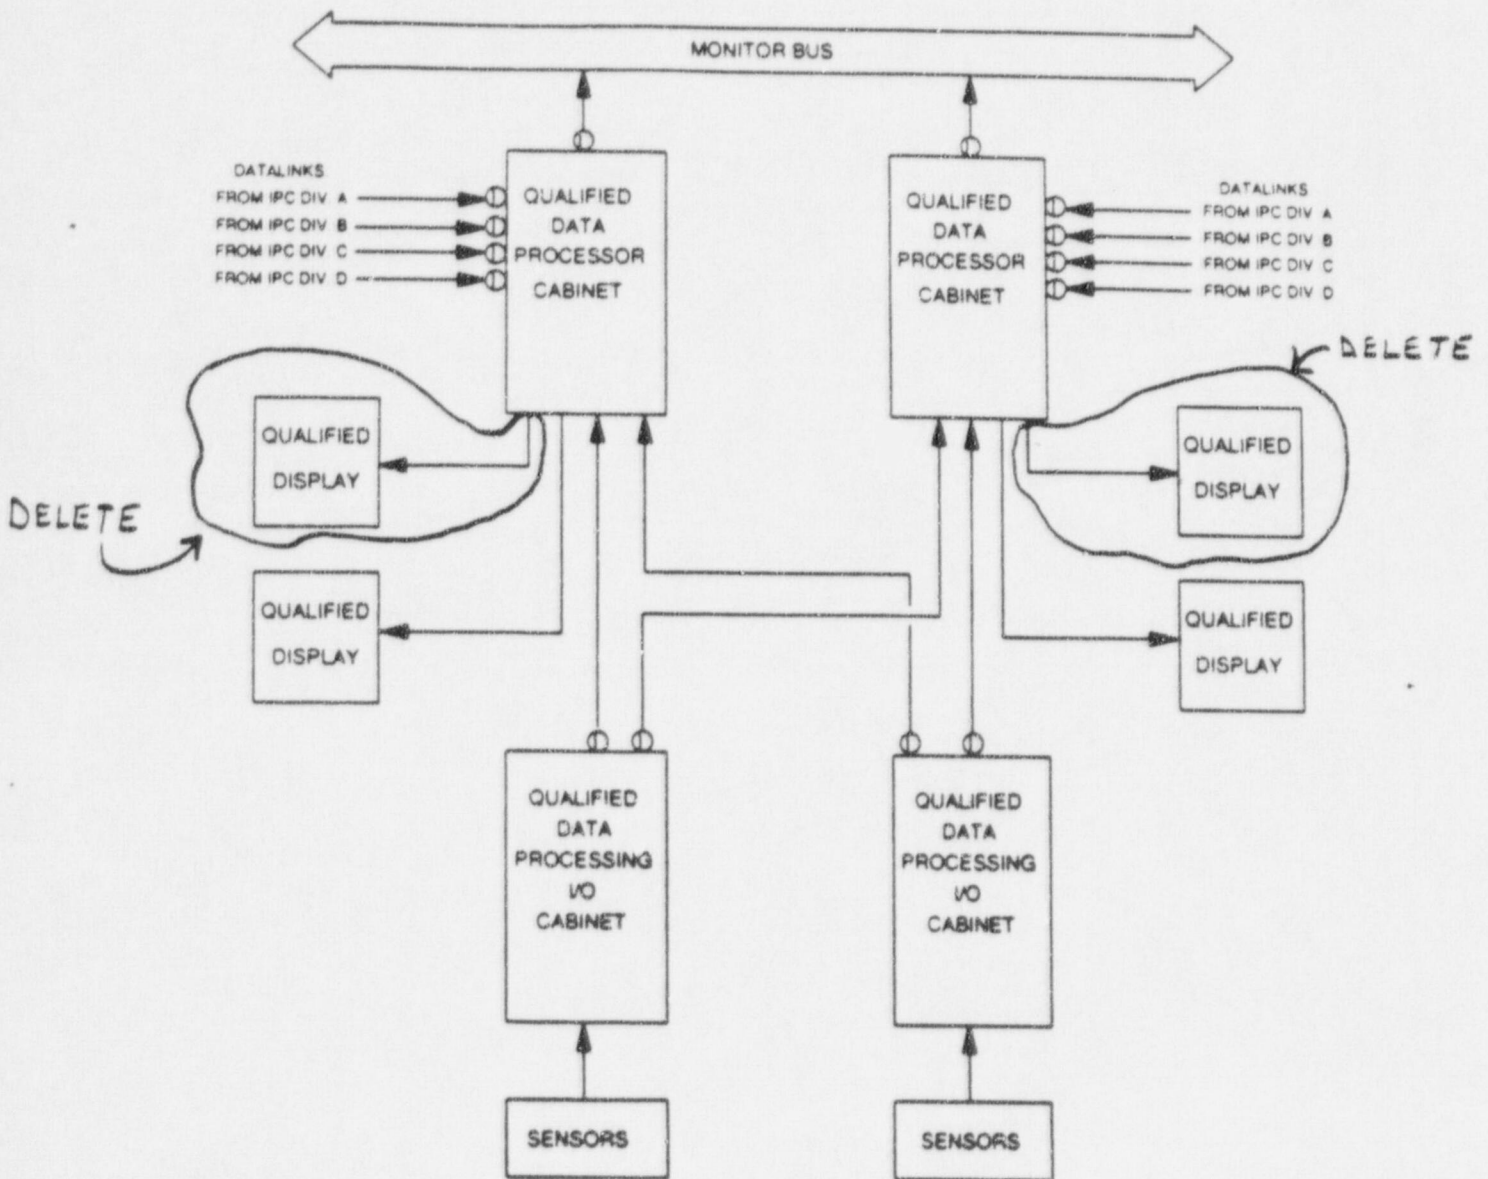 MONITOR BUS
DATALINKS
FROM IPC DIV A
FROM IPC DIV B
FROM IPC DIV C
FROM IPC DIV D
QUALIFIED
DATA
PROCESSOR
CABINET
QUALIFIED
DATA
PROCESSOR
CABINET
DATALINKS
FROM IPC DIV A
FROM IPC DIV B
FROM IPC DIV C
FROM IPC DIV D
DELETE
QUALIFIED
DISPLAY
DELETE
QUALIFIED
DISPLAY
QUALIFIED
DISPLAY
QUALIFIED
DISPLAY
QUALIFIED
DATA
PROCESSING
I/O
CABINET
QUALIFIED
DATA
PROCESSING
I/O
CABINET
SENSORS
SENSORS